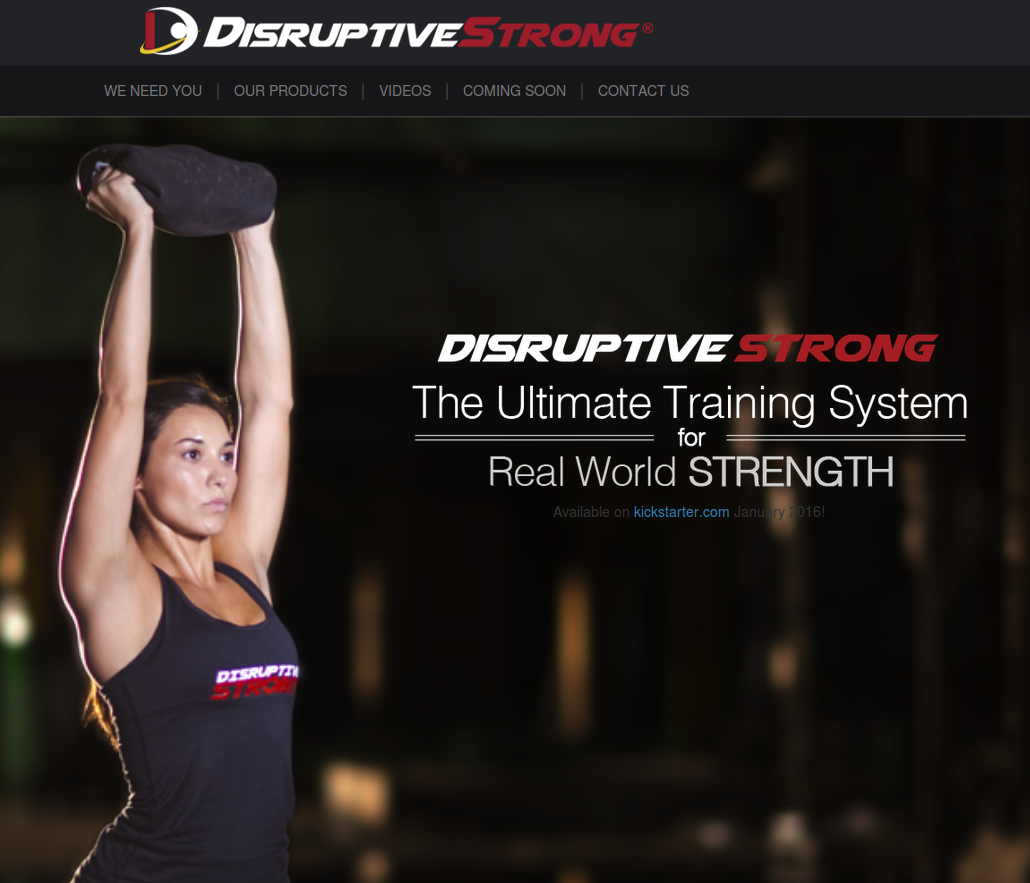 DISRUPTIVESTRONG®
WE NEED YOU | OUR PRODUCTS | VIDEOS | COMING SOON | CONTACT US
DISRUPTIVE STRONG
The Ultimate Training System
for
Real World STRENGTH
Available on kickstarter.com January 2016!
DISRUPTIV
STRON